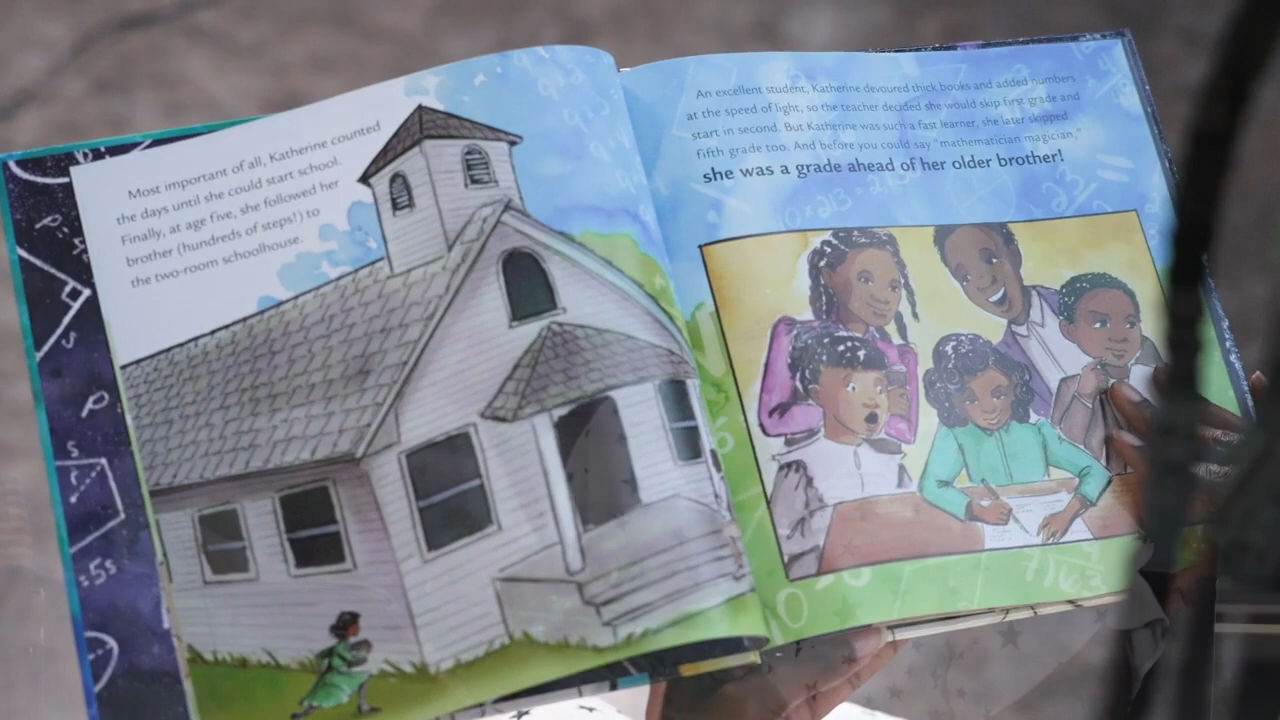 Most important of all, Katherine counted
the days until she could start school.
Finally, at age five, she followed her
brother (hundreds of steps!) to
the two-room schoolhouse.
An excellent student, Katherine devoured thick books and added numbers
at the speed of light, so the teacher decided she would skip first grade and
start in second. But Katherine was such a fast learner, she later skipped
fifth grade too. And before you could say "mathematician magician,"
she was a grade ahead of her older brother!